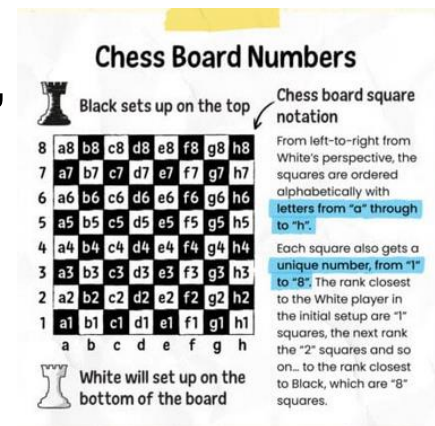 Chess Board Numbers
Black sets up on the top
Chess board square
notation
8 a8 b8 c8 d8 e8 f8 g8 h8
7 a7 b7 c7 d7 e7 f7 g7 h7
6 a6 b6 c6 d6 e6 f6 g6 h6
5 a5 b5 c5 d5 e5 f5 g5 h5
4 a4 b4 c4 d4 e4 f4 g4 h4
3 a3 b3 c3 d3 e3 f3 g3 h3
2 a2 b2 c2 d2 e2 f2 g2 h2
1 a1 b1 c1 d1 e1 f1 g1 h1
a b c d e f g h
White will set up on the
bottom of the board
From left-to-right from
White's perspective, the
squares are ordered
alphabetically with
letters from "a" through
to "h".
Each square also gets a
unique number, from "1"
to "8". The rank closest
to the White player in
the initial setup are "1"
squares, the next rank
the "2" squares and so
on... to the rank closest
to Black, which are "8"
squares.